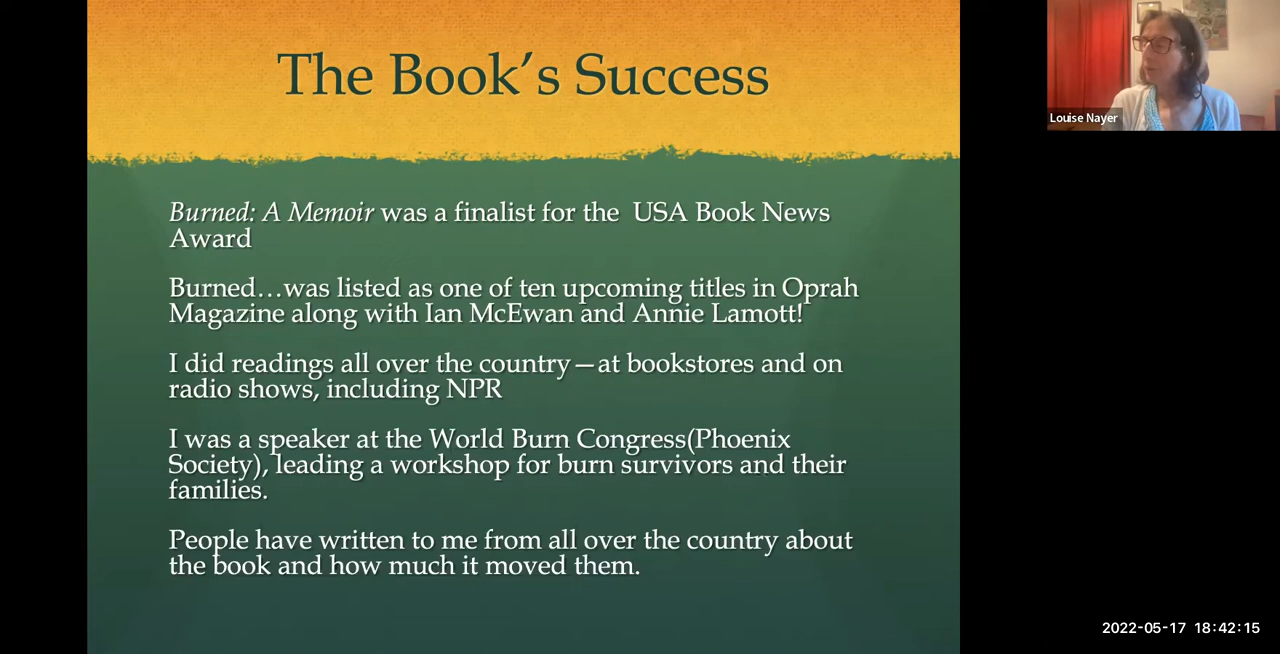 The Book’s Success
Louise Nayer
Burned: A Memoir was a finalist for the USA Book News
Award
Burned…was listed as one of ten upcoming titles in Oprah
Magazine along with Ian McEwan and Annie Lamott!
I did readings all over the country—at bookstores and on
radio shows, including NPR
I was a speaker at the World Burn Congress(Phoenix
Society), leading a workshop for burn survivors and their
families.
People have written to me from all over the country about
the book and how much it moved them.
2022-05-17 18:42:15